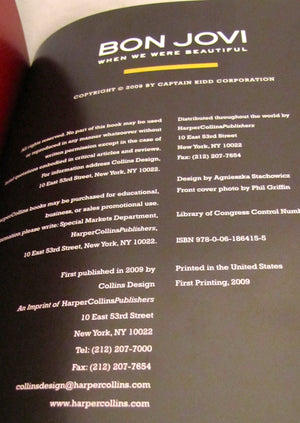 BON JOVI
WHEN WE WERE BEAUTIFUL
COPYRIGHT © 2009 BY CAPTAIN KIDD CORPORATION
All rights reserved. No part of this book may be used
or reproduced in any manner whatsoever without
written permission except in the case of
brief quotations embodied in critical articles and reviews.
For information address Collins Design,
10 East 53rd Street, New York, NY 10022.
HarperCollins books may be purchased for educational,
business, or sales promotional use.
please write: Special Markets Department,
HarperCollinsPublishers,
10 East 53rd Street, New York, NY 10022.
First published in 2009 by
Collins Design
An Imprint of HarperCollinsPublishers
10 East 53rd Street
New York, NY 10022
Tel: (212) 207-7000
Fax: (212) 207-7654
collinsdesign@harpercollins.com
www.harpercollins.com
Distributed throughout the world by
HarperCollinsPublishers
10 East 53rd Street
New York, NY 10022
Fax: (212) 207-7654
Design by Agnieszka Stachowicz
Front cover photo by Phil Griffin
Library of Congress Control Num
ISBN 978-0-06-186415-5
Printed in the United States
First Printing, 2009